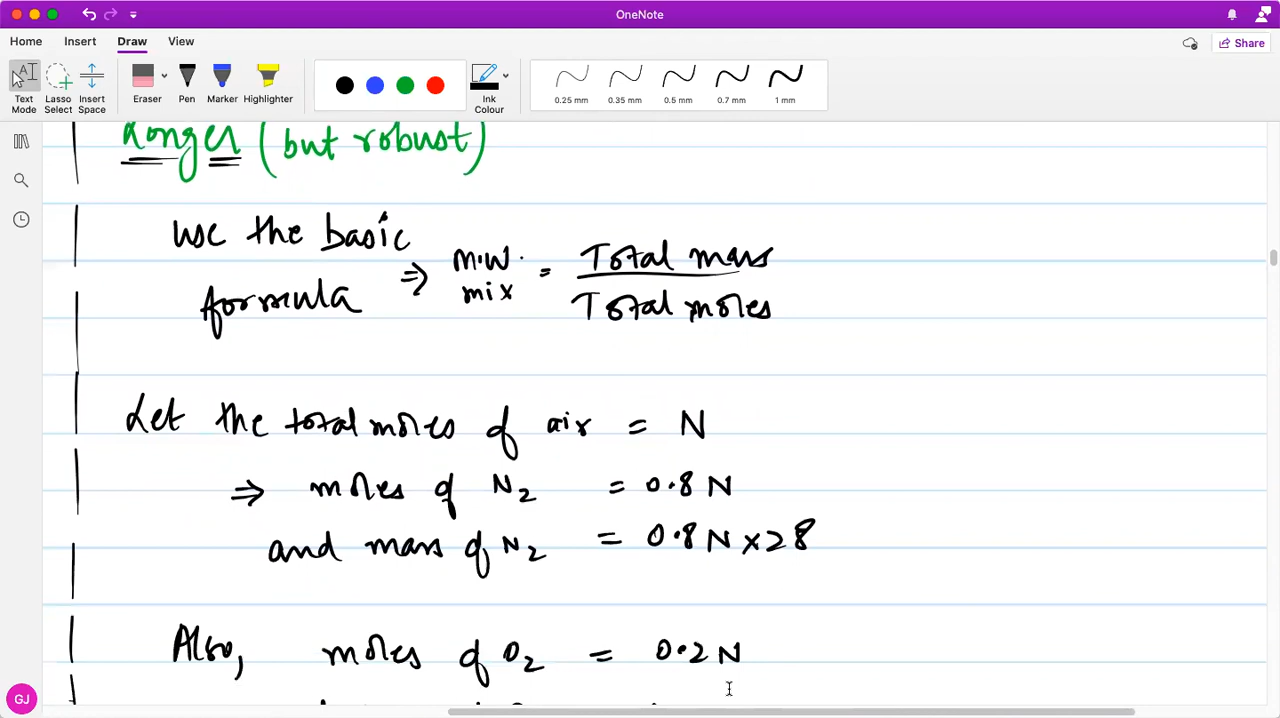 OneNote
Home Insert Draw View
Share
Text Mode
Lasso Select
Insert Space
Eraser
Pen
Marker
Highlighter
Ink Colour
0.25 mm 0.35 mm 0.5 mm 0.7 mm 1 mm
Longer (but robust)
Use the basic
formula ⇒ M.W. mix = Total mass / Total moles
Let the total moles of air = N
⇒ moles of N₂ = 0.8 N
and mass of N₂ = 0.8 N × 28
Also, moles of O₂ = 0.2 N
GJ